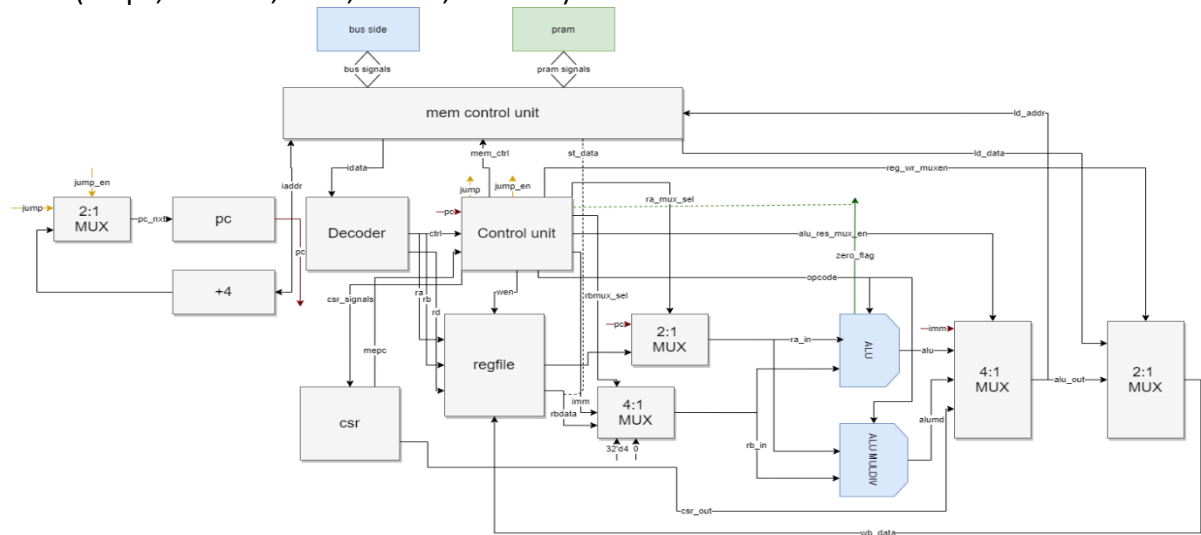 bus side
pram
bus signals
pram signals
mem control unit
ld_addr
idata
mem_ctrl
st_data
ld_data
reg_wr_muxen
jump_en
iaddr
jump
jump_en
ra_mux_sel
jump
2:1
MUX
pc_nxt
pc
pc
Decoder
ctrl
pc
Control unit
alu_res_mux_en
zero_flag
opcode
+4
csr_signals
ra
rb
rd
wen
rbmux_sel
mepc
regfile
pc
2:1
MUX
ra_in
ALU
alu
imm
4:1
MUX
alu_out
2:1
MUX
csr
imm
rbdata
4:1
MUX
32'd4
0
rb_in
ALU MULDIV
alumd
csr_out
wb_data